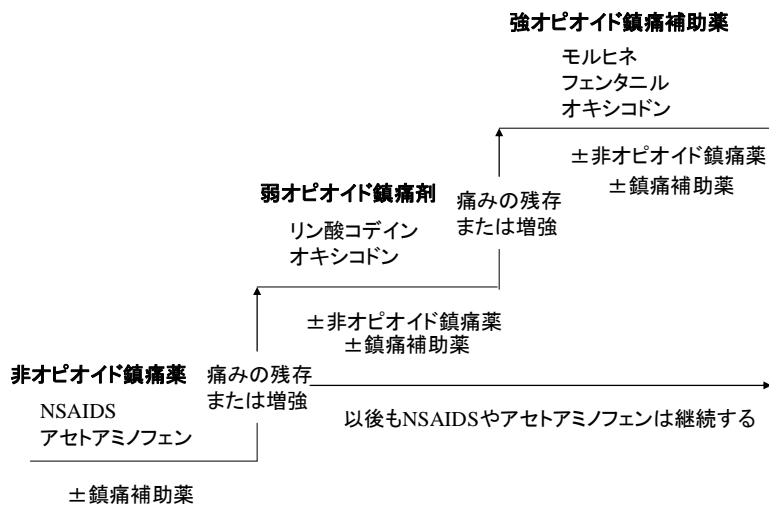 強オピオイド鎮痛補助薬
モルヒネ
フェンタニル
オキシコドン
±非オピオイド鎮痛薬
±鎮痛補助薬
弱オピオイド鎮痛剤
リン酸コデイン
オキシコドン
痛みの残存
または増強
±非オピオイド鎮痛薬
±鎮痛補助薬
非オピオイド鎮痛薬
NSAIDS
アセトアミノフェン
痛みの残存
または増強
以後もNSAIDSやアセトアミノフェンは継続する
±鎮痛補助薬